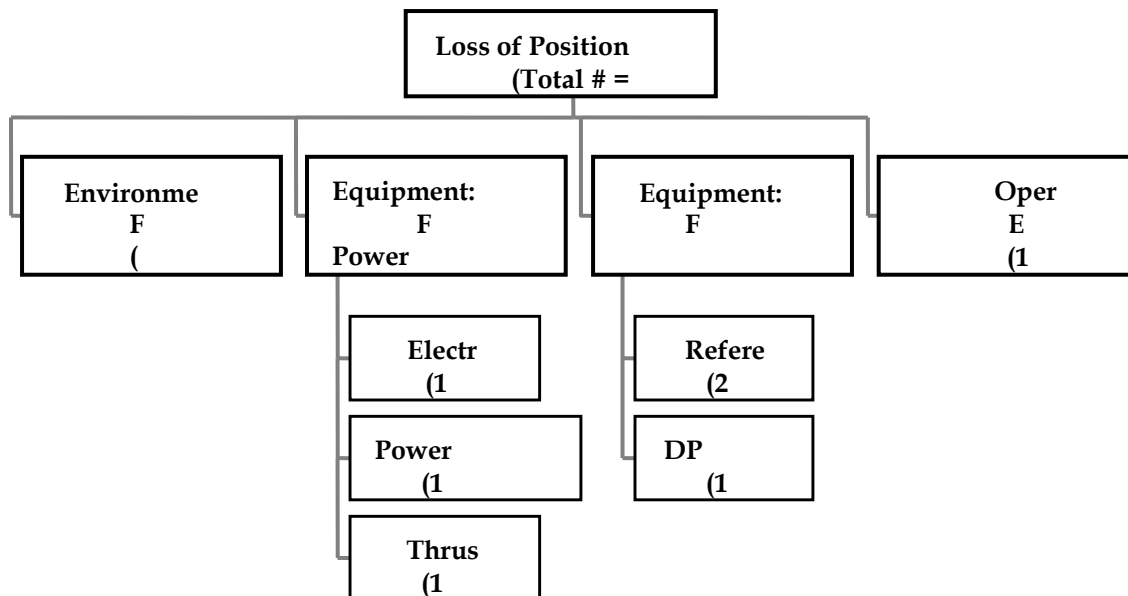 Loss of Position
(Total # =
Environme
F
(
Equipment:
F
Power
Equipment:
F
Oper
E
(1
Electr
(1
Power
(1
Thrus
(1
Refere
(2
DP
(1